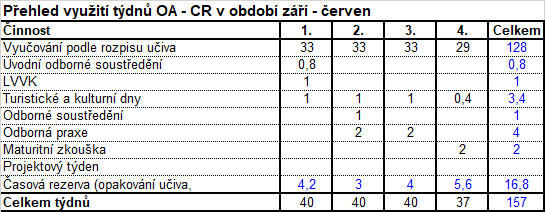 Přehled využití týdnů OA - CR v období září - červen
Činnost 1. 2. 3. 4. Celkem
Vyučování podle rozpisu učiva 33 33 33 29 128
Úvodní odborné soustředění 0,8 0,8
LVVK 1 1
Turistické a kulturní dny 1 1 1 0,4 3,4
Odborné soustředění 1 1
Odborná praxe 2 2 4
Maturitní zkouška 2 2
Projektový týden
Časová rezerva (opakování učiva, 4,2 3 4 5,6 16,8
Celkem týdnů 40 40 40 37 157